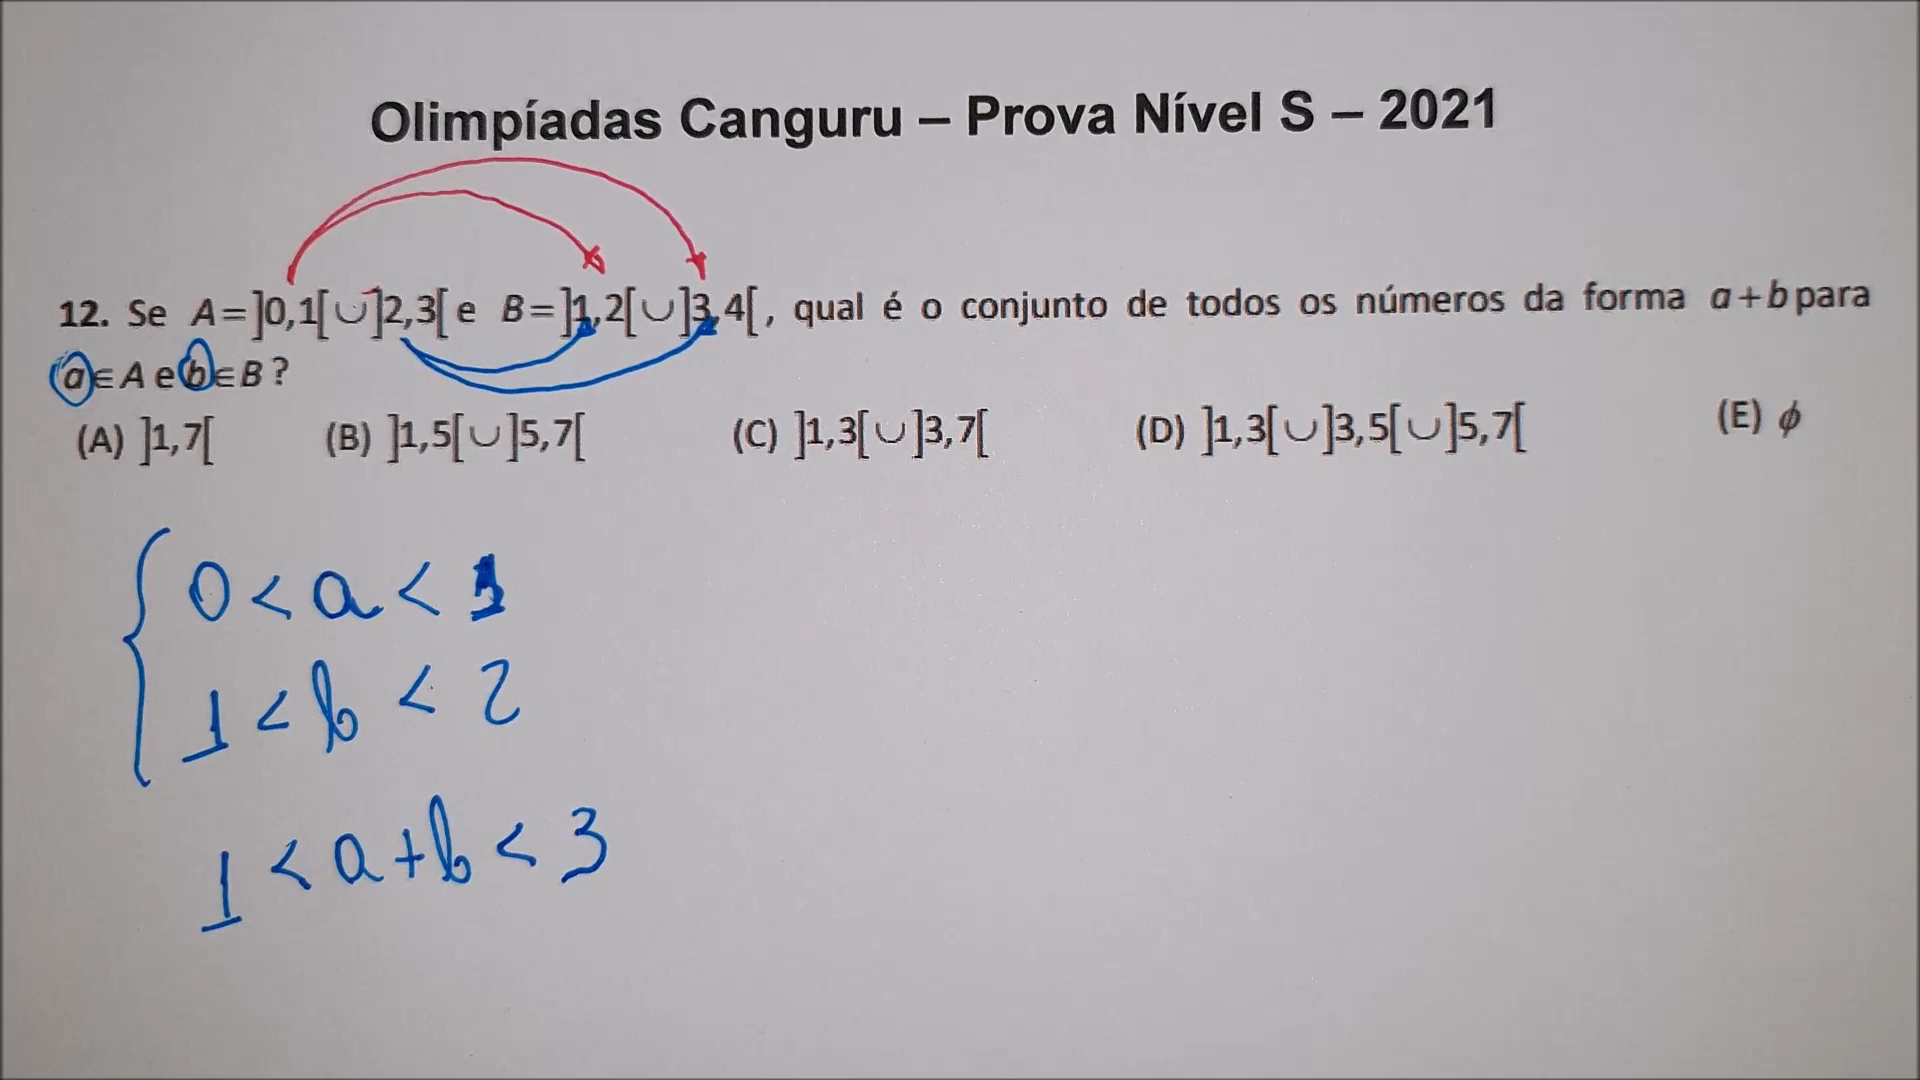 Olimpíadas Canguru – Prova Nível S – 2021
12. Se A=]0,1[∪]2,3[ e B=]1,2[∪]3,4[, qual é o conjunto de todos os números da forma a+b para
a∈A e b∈B?
(A) ]1,7[ (B) ]1,5[∪]5,7[ (C) ]1,3[∪]3,7[ (D) ]1,3[∪]3,5[∪]5,7[ (E) ϕ
0 < a < 1
1 < b < 2
1 < a + b < 3